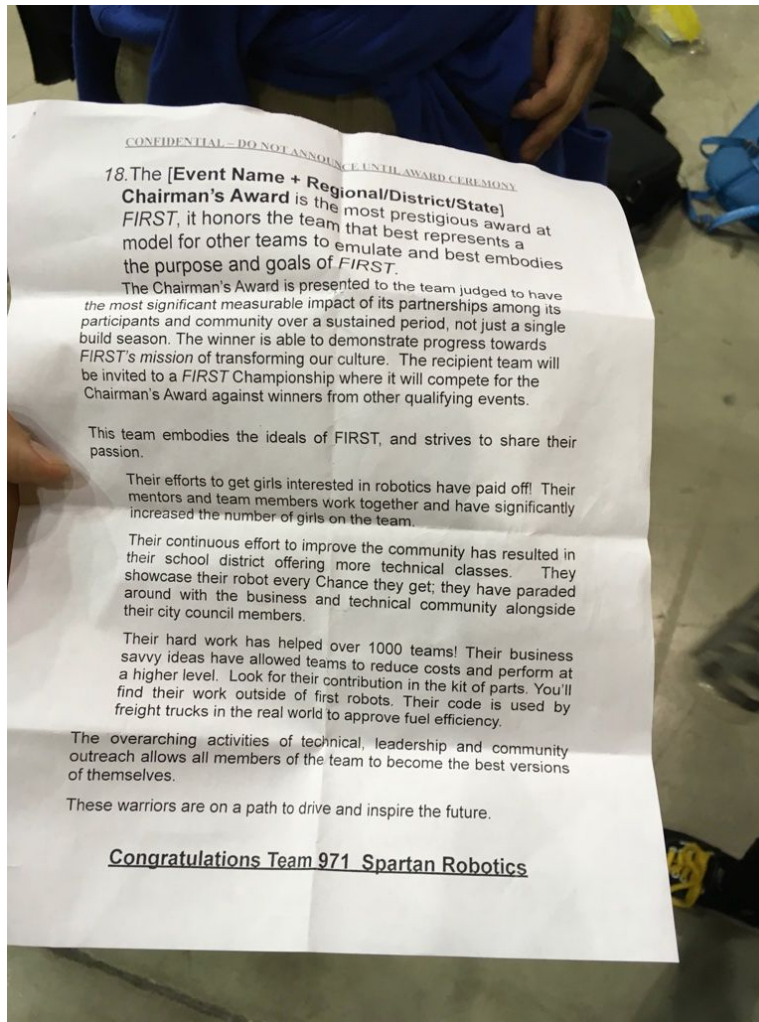 CONFIDENTIAL – DO NOT ANNOUNCE UNTIL AWARD CEREMONY
18.The [Event Name + Regional/District/State]
Chairman's Award is the most prestigious award at
FIRST, it honors the team that best represents a
model for other teams to emulate and best embodies
the purpose and goals of FIRST.
The Chairman's Award is presented to the team judged to have
the most significant measurable impact of its partnerships among its
participants and community over a sustained period, not just a single
build season. The winner is able to demonstrate progress towards
FIRST's mission of transforming our culture. The recipient team will
be invited to a FIRST Championship where it will compete for the
Chairman's Award against winners from other qualifying events.
This team embodies the ideals of FIRST, and strives to share their
passion.
Their efforts to get girls interested in robotics have paid off! Their
mentors and team members work together and have significantly
increased the number of girls on the team.
Their continuous effort to improve the community has resulted in
their school district offering more technical classes. They
showcase their robot every Chance they get; they have paraded
around with the business and technical community alongside
their city council members.
Their hard work has helped over 1000 teams! Their business
savvy ideas have allowed teams to reduce costs and perform at
a higher level. Look for their contribution in the kit of parts. You'll
find their work outside of first robots. Their code is used by
freight trucks in the real world to approve fuel efficiency.
The overarching activities of technical, leadership and community
outreach allows all members of the team to become the best versions
of themselves.
These warriors are on a path to drive and inspire the future.
Congratulations Team 971 Spartan Robotics